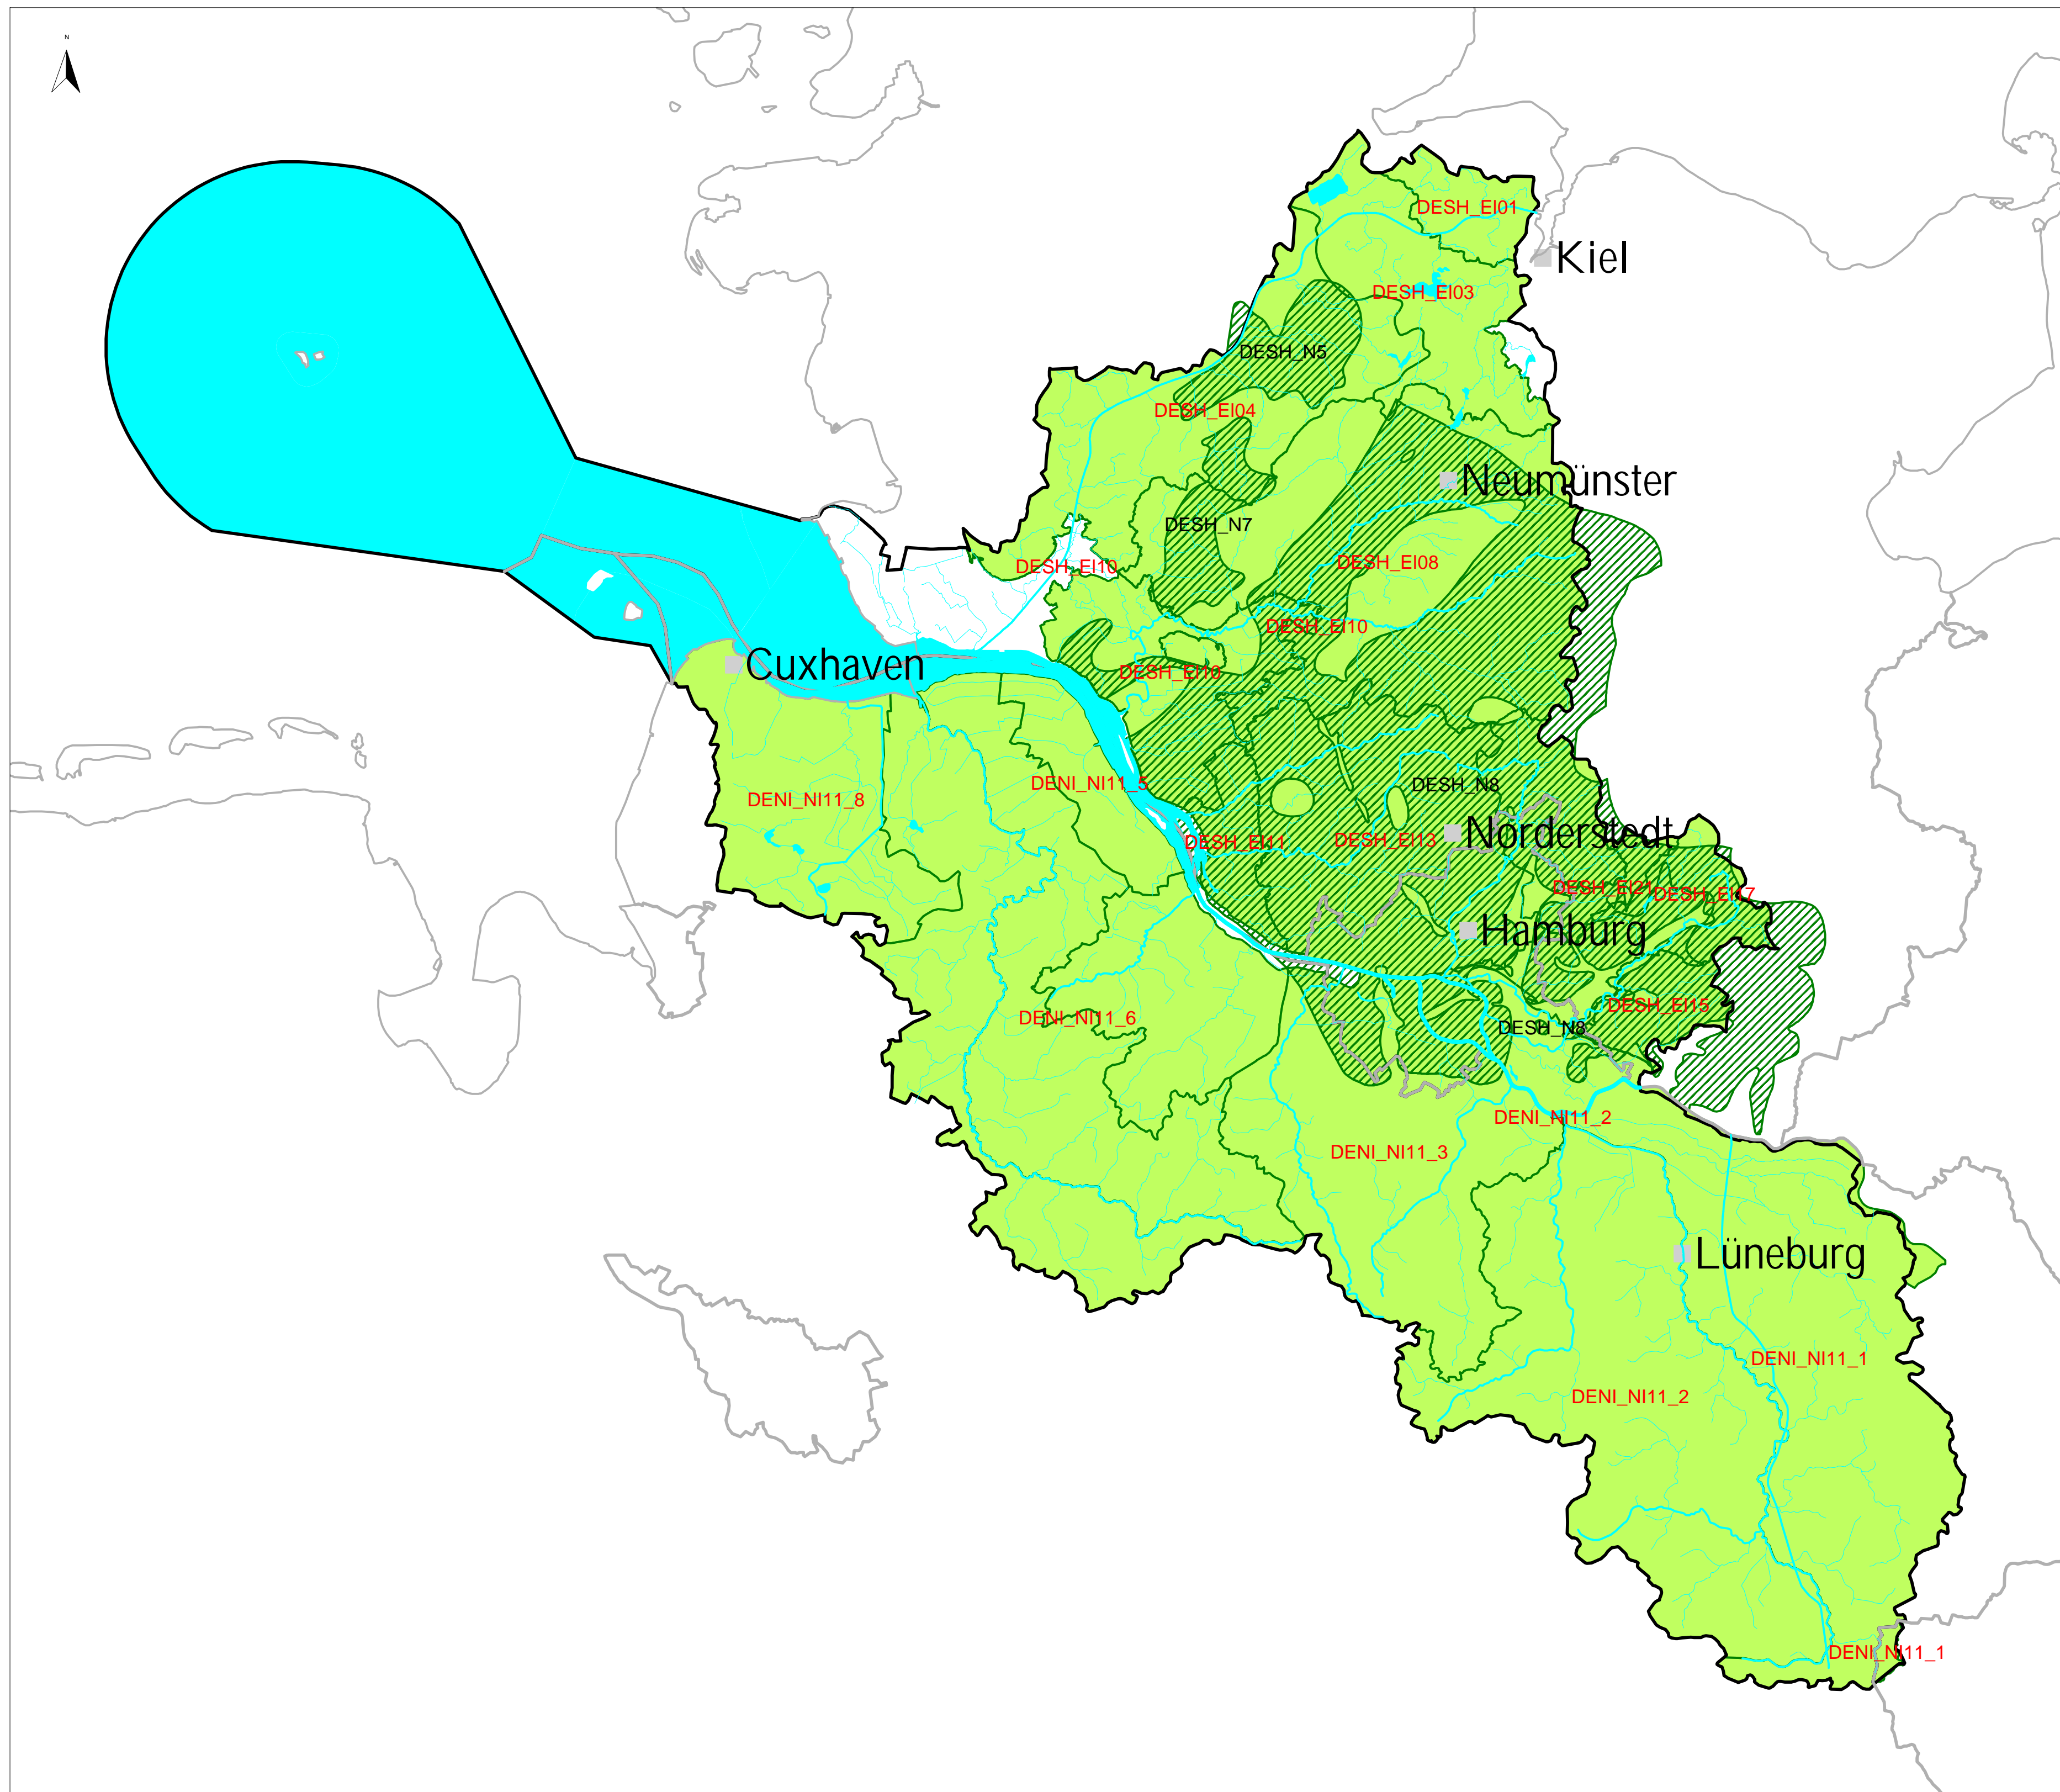 N
DESH_EI01
Kiel
DESH_EI03
DESH_N5
DESH_EI04
Neumünster
DESH_N7
DESH_EI10
DESH_EI08
DESH_EI10
Cuxhaven
DESH_EI10
DENI_NI11_5
DESH_N8
DENI_NI11_8
Norderstedt
DESH_EI11
DESH_EI13
DESH_EI21
DESH_EI17
Hamburg
DESH_EI15
DENI_NI11_6
DESH_N8
DENI_NI11_2
DENI_NI11_3
Lüneburg
DENI_NI11_1
DENI_NI11_2
DENI_NI11_1